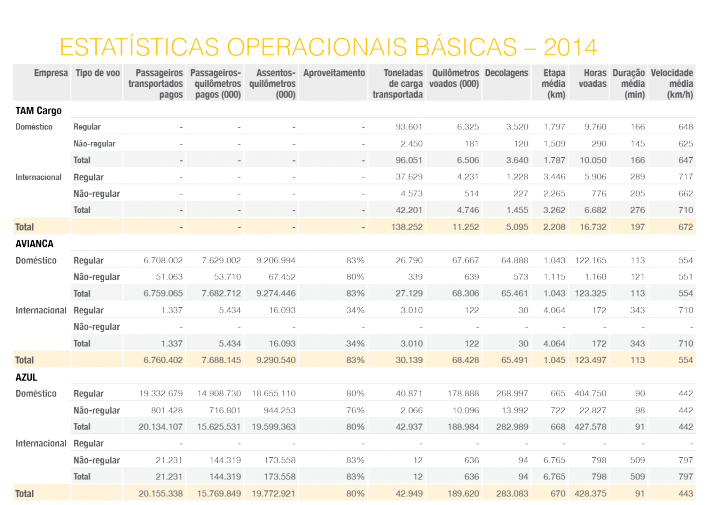 ESTATÍSTICAS OPERACIONAIS BÁSICAS – 2014
Empresa Tipo de voo Passageiros transportados pagos Passageiros-quilômetros pagos (000) Assentos-quilômetros (000) Aproveitamento Toneladas de carga transportada Quilômetros voados (000) Decolagens Etapa média (km) Horas voadas Duração média (min) Velocidade média (km/h)
TAM Cargo
Doméstico Regular - - - - 93.601 6.325 3.520 1.797 9.760 166 648
Não-regular - - - - 2.450 181 120 1.509 290 145 625
Total - - - - 96.051 6.506 3.640 1.787 10.050 166 647
Internacional Regular - - - - 37.629 4.231 1.228 3.446 5.906 289 717
Não-regular - - - - 4.573 514 227 2.265 776 205 662
Total - - - - 42.201 4.746 1.455 3.262 6.682 276 710
Total - - - - 138.252 11.252 5.095 2.208 16.732 197 672
AVIANCA
Doméstico Regular 6.708.002 7.629.002 9.206.994 83% 26.790 67.667 64.888 1.043 122.165 113 554
Não-regular 51.063 53.710 67.452 80% 339 639 573 1.115 1.160 121 551
Total 6.759.065 7.682.712 9.274.446 83% 27.129 68.306 65.461 1.043 123.325 113 554
Internacional Regular 1.337 5.434 16.093 34% 3.010 122 30 4.064 172 343 710
Não-regular - - - - - - - - - - -
Total 1.337 5.434 16.093 34% 3.010 122 30 4.064 172 343 710
Total 6.760.402 7.688.145 9.290.540 83% 30.139 68.428 65.491 1.045 123.497 113 554
AZUL
Doméstico Regular 19.332.679 14.908.730 18.655.110 80% 40.871 178.888 268.997 665 404.750 90 442
Não-regular 801.428 716.801 944.253 76% 2.066 10.096 13.992 722 22.827 98 442
Total 20.134.107 15.625.531 19.599.363 80% 42.937 188.984 282.989 668 427.578 91 442
Internacional Regular - - - - - - - - - - -
Não-regular 21.231 144.319 173.558 83% 12 636 94 6.765 798 509 797
Total 21.231 144.319 173.558 83% 12 636 94 6.765 798 509 797
Total 20.155.338 15.769.849 19.772.921 80% 42.949 189.620 283.083 670 428.375 91 443